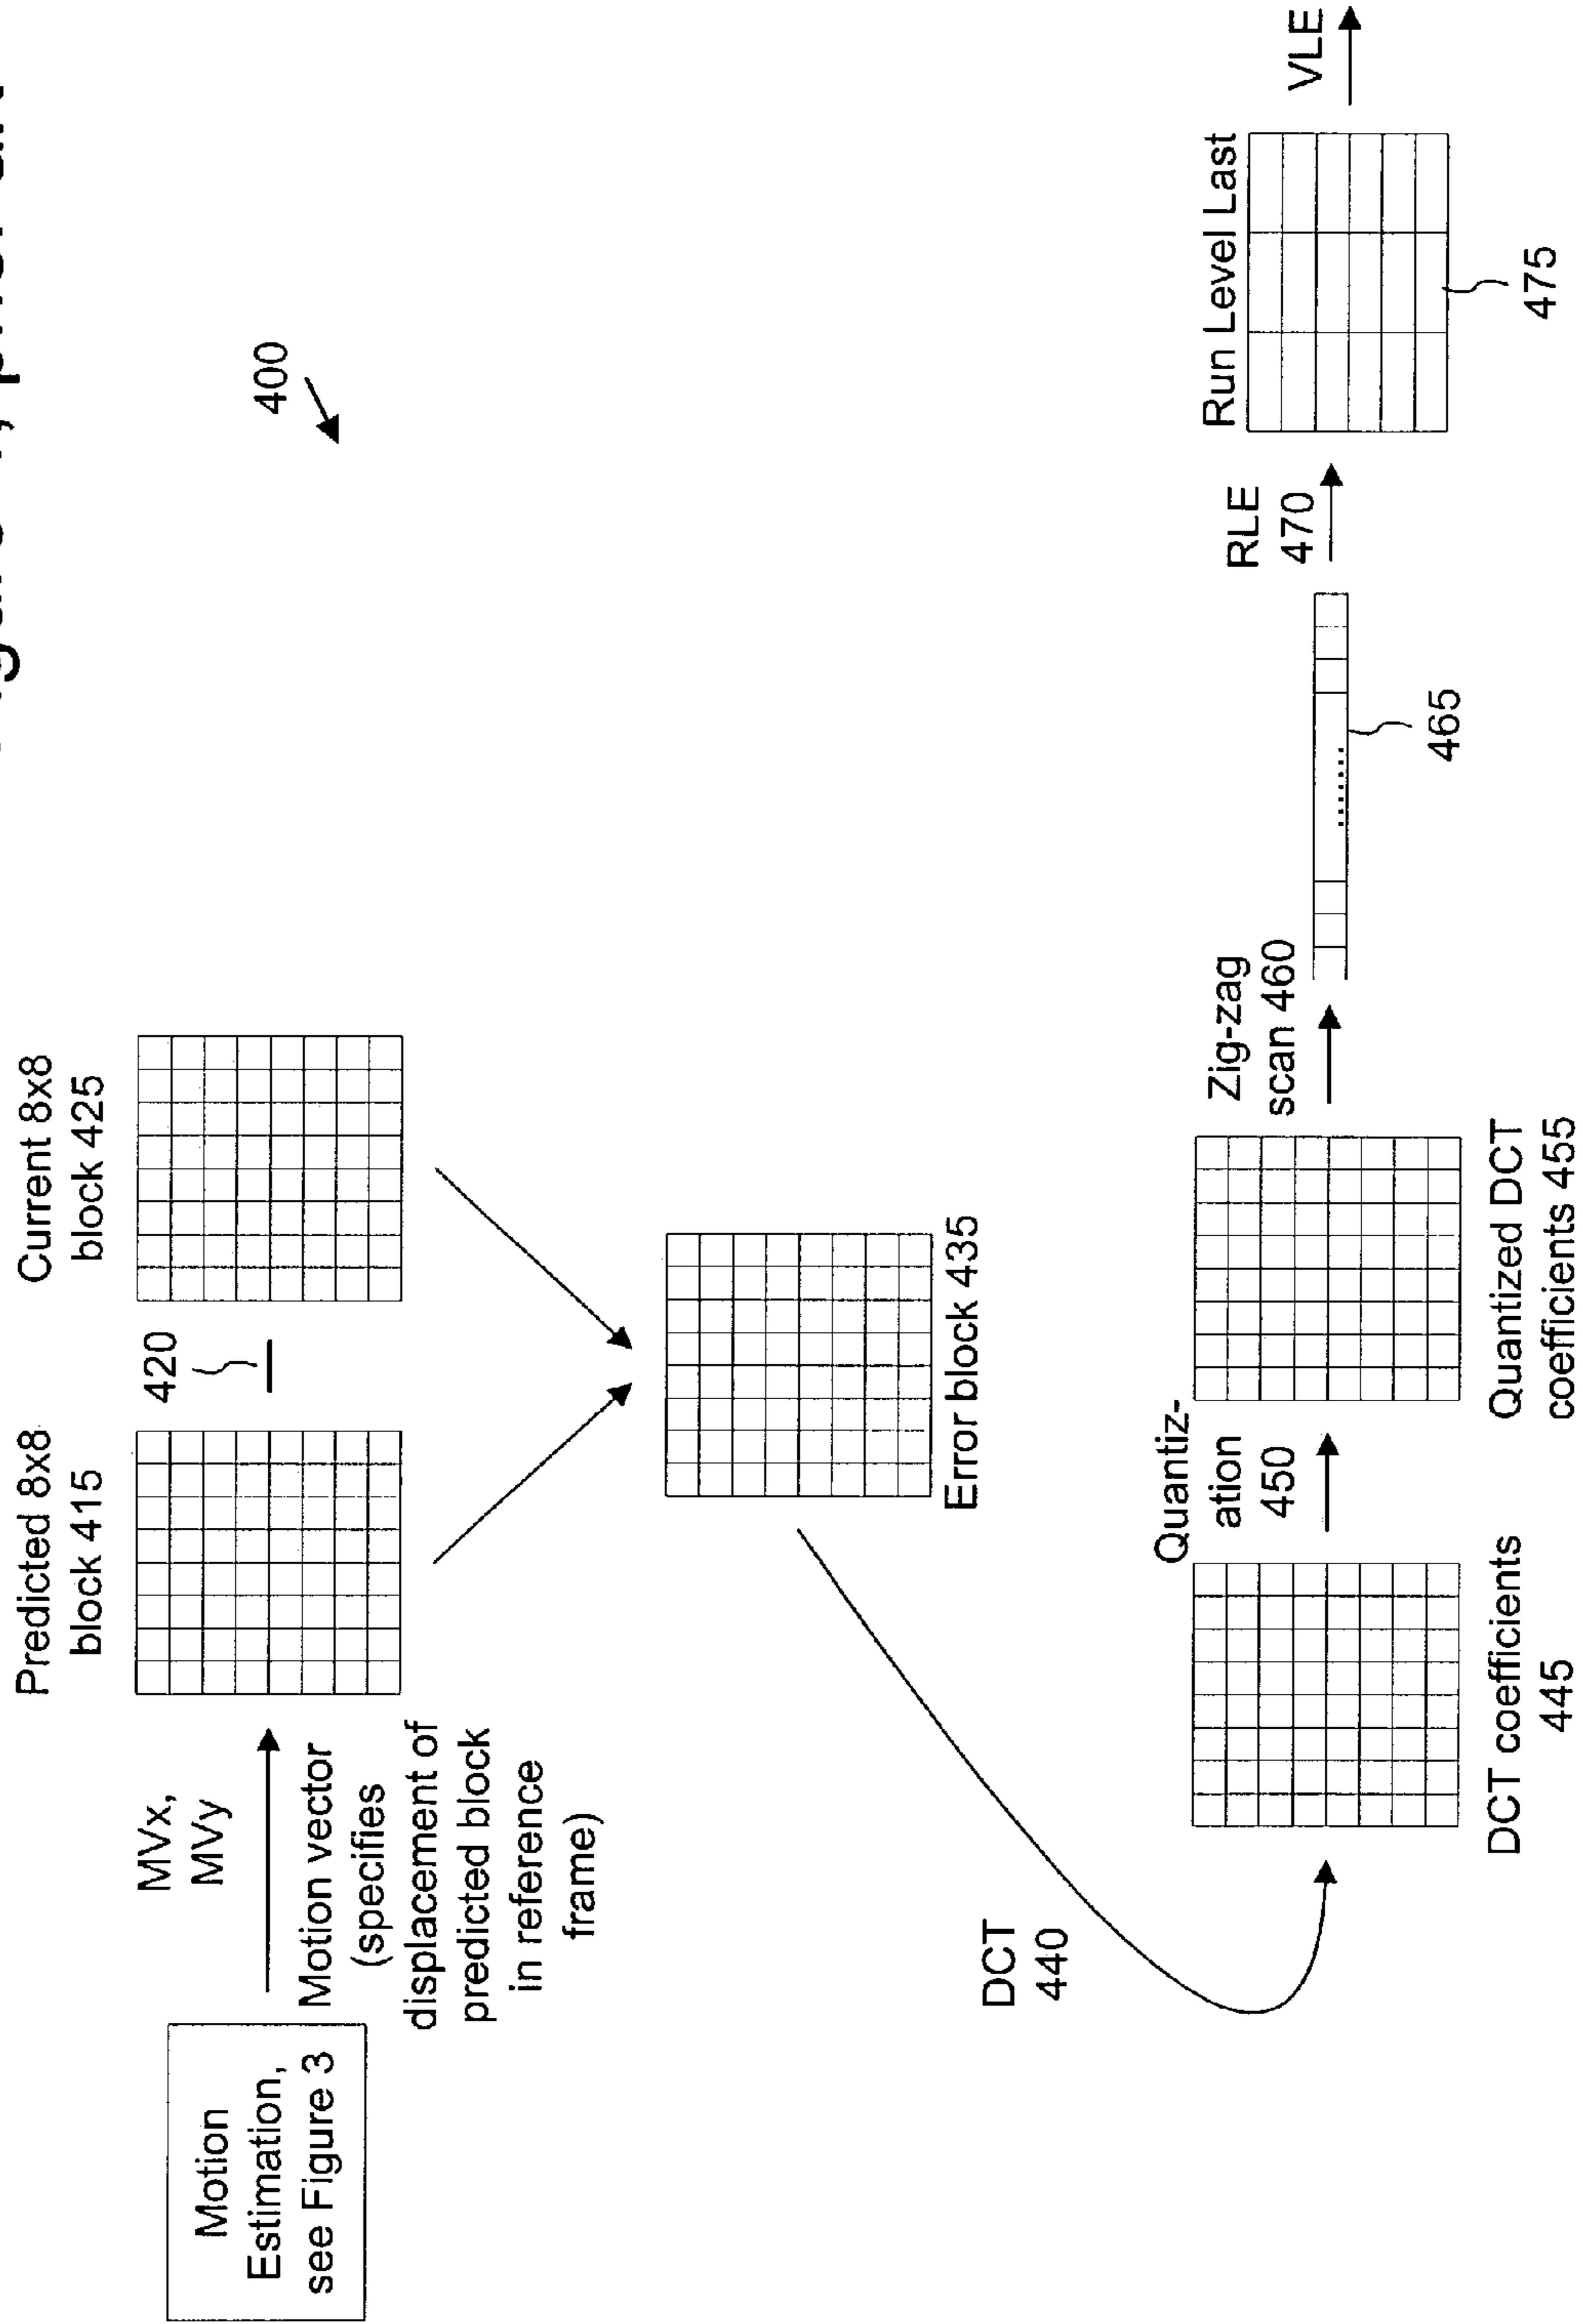 400
Motion
Estimation,
see Figure 3
MVx,
MVy
Motion vector
(specifies
displacement of
predicted block
in reference
frame)
Predicted 8x8
block 415
420
Current 8x8
block 425
Error block 435
DCT
440
DCT coefficients
445
Quantiz-
ation
450
Quantized DCT
coefficients 455
Zig-zag
scan 460
465
RLE
470
Run Level Last
475
VLE